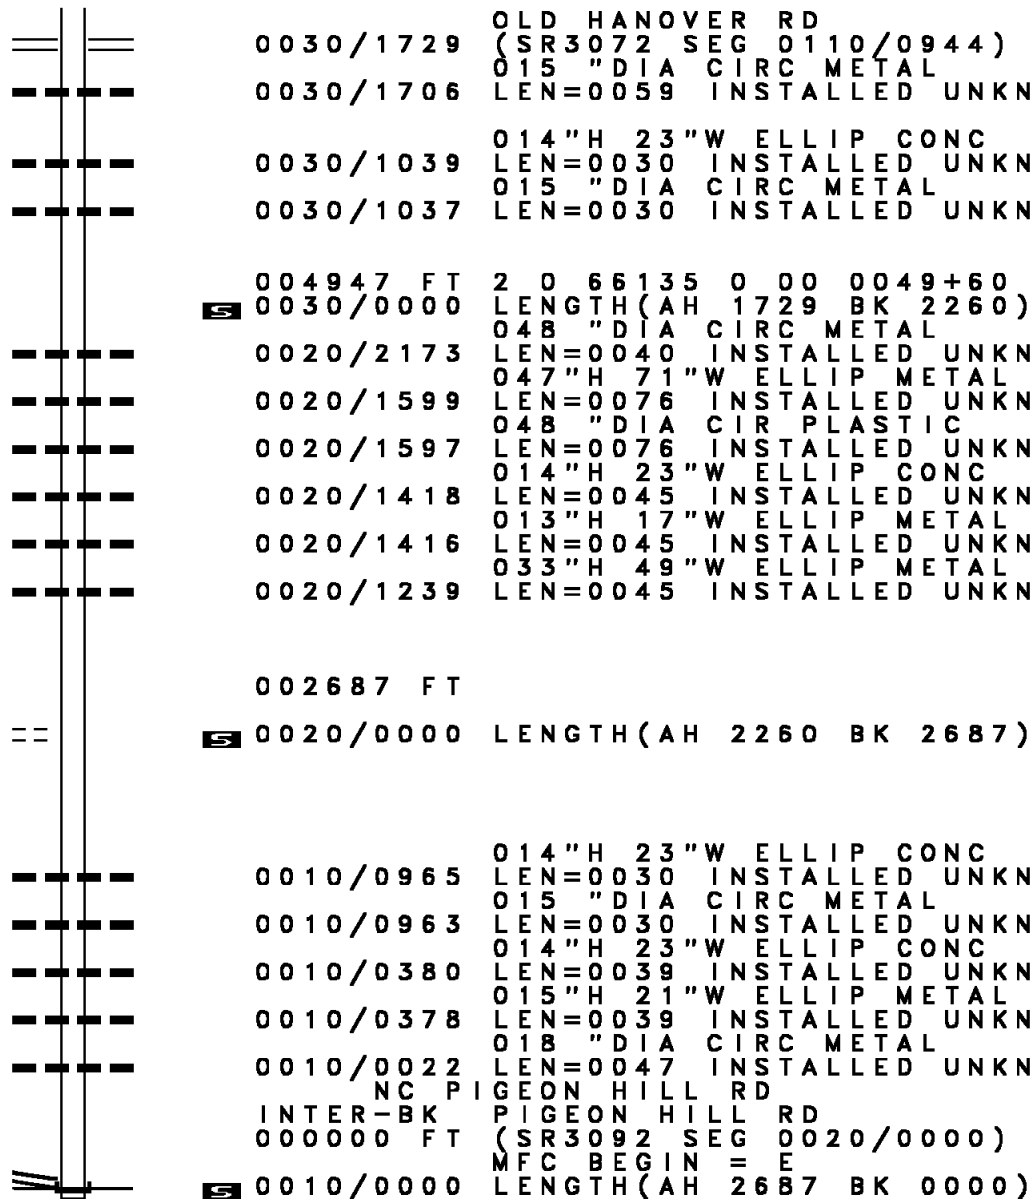 OLD HANOVER RD
0030/1729 (SR3072 SEG 0110/0944)
015 "DIA CIRC METAL
0030/1706 LEN=0059 INSTALLED UNKN
014"H 23"W ELLIP CONC
0030/1039 LEN=0030 INSTALLED UNKN
015 "DIA CIRC METAL
0030/1037 LEN=0030 INSTALLED UNKN
004947 FT 2 0 66135 0 00 0049+60
S 0030/0000 LENGTH(AH 1729 BK 2260)
048 "DIA CIRC METAL
0020/2173 LEN=0040 INSTALLED UNKN
047"H 71"W ELLIP METAL
0020/1599 LEN=0076 INSTALLED UNKN
048 "DIA CIR PLASTIC
0020/1597 LEN=0076 INSTALLED UNKN
014"H 23"W ELLIP CONC
0020/1418 LEN=0045 INSTALLED UNKN
013"H 17"W ELLIP METAL
0020/1416 LEN=0045 INSTALLED UNKN
033"H 49"W ELLIP METAL
0020/1239 LEN=0045 INSTALLED UNKN
002687 FT
S 0020/0000 LENGTH(AH 2260 BK 2687)
014"H 23"W ELLIP CONC
0010/0965 LEN=0030 INSTALLED UNKN
015 "DIA CIRC METAL
0010/0963 LEN=0030 INSTALLED UNKN
014"H 23"W ELLIP CONC
0010/0380 LEN=0039 INSTALLED UNKN
015"H 21"W ELLIP METAL
0010/0378 LEN=0039 INSTALLED UNKN
018 "DIA CIRC METAL
0010/0022 LEN=0047 INSTALLED UNKN
NC PIGEON HILL RD
INTER-BK PIGEON HILL RD
000000 FT (SR3092 SEG 0020/0000)
MFC BEGIN = E
S 0010/0000 LENGTH(AH 2687 BK 0000)